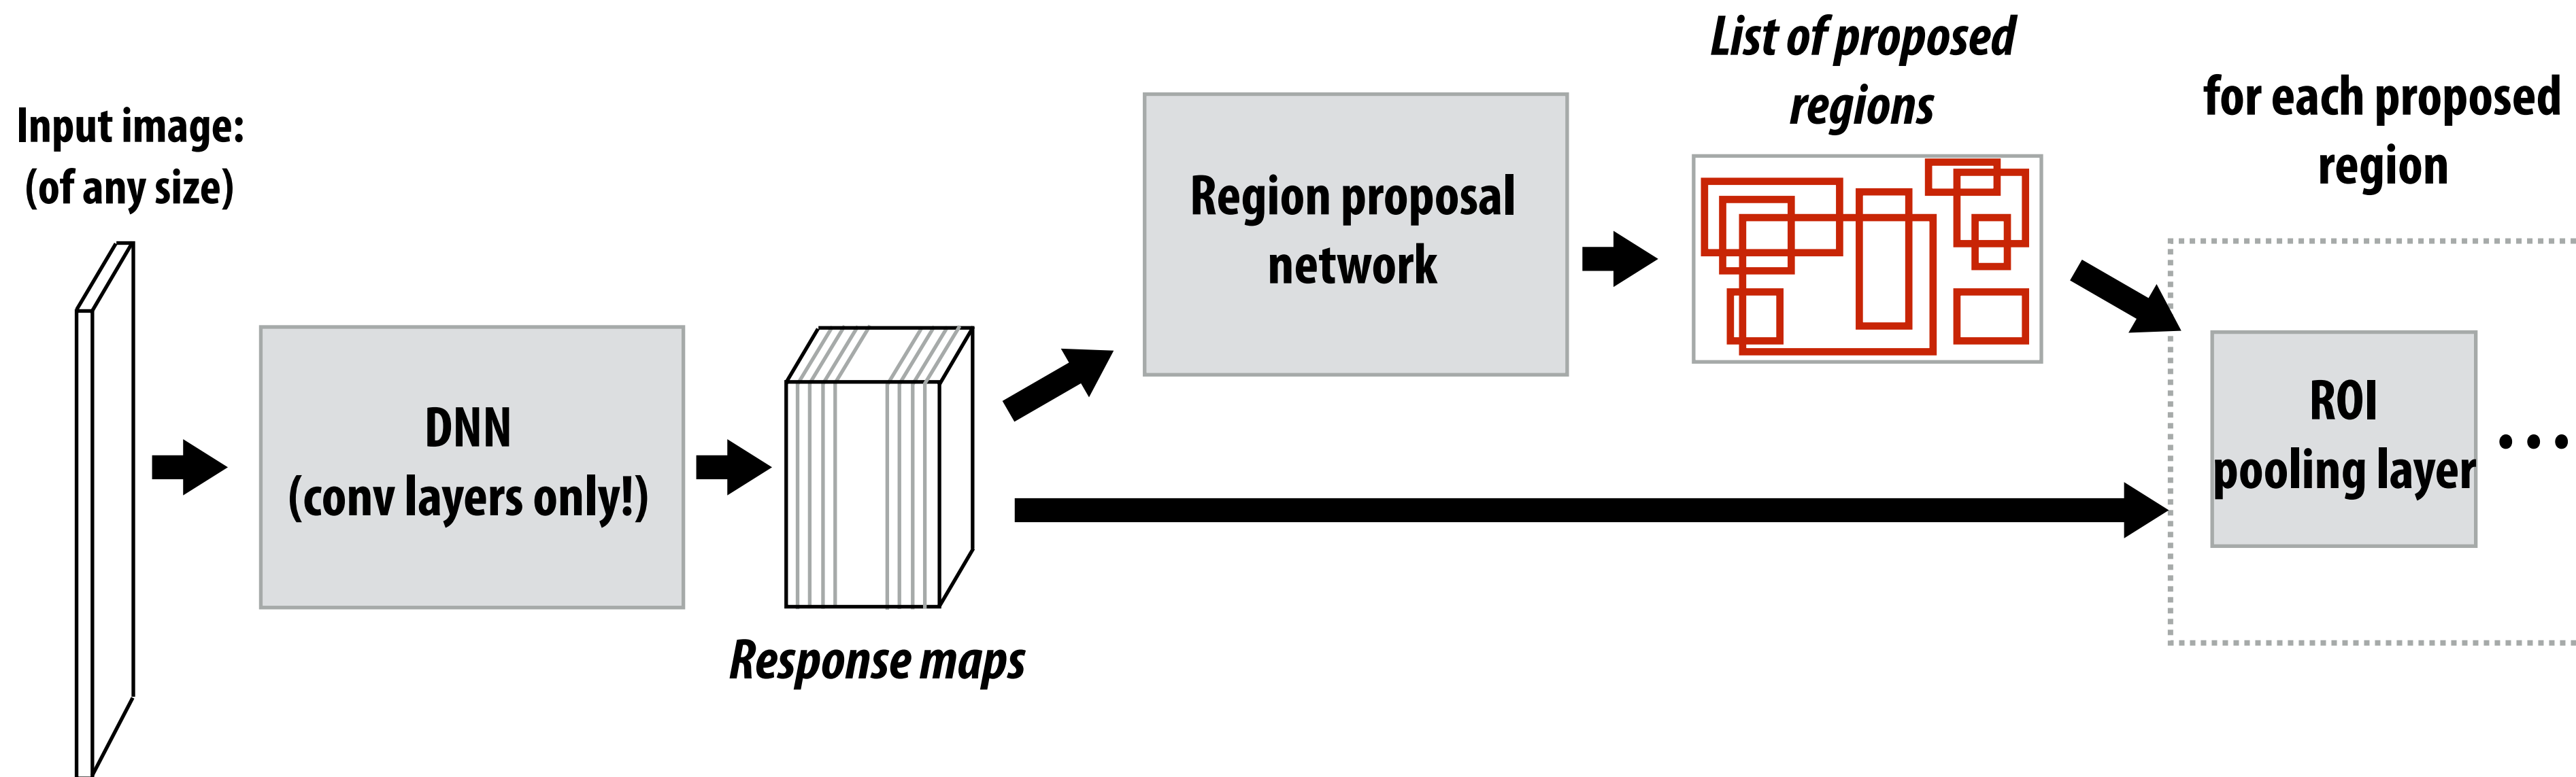 Input image:
(of any size)
DNN
(conv layers only!)
Response maps
Region proposal
network
List of proposed
regions
for each proposed
region
ROI
pooling layer
...